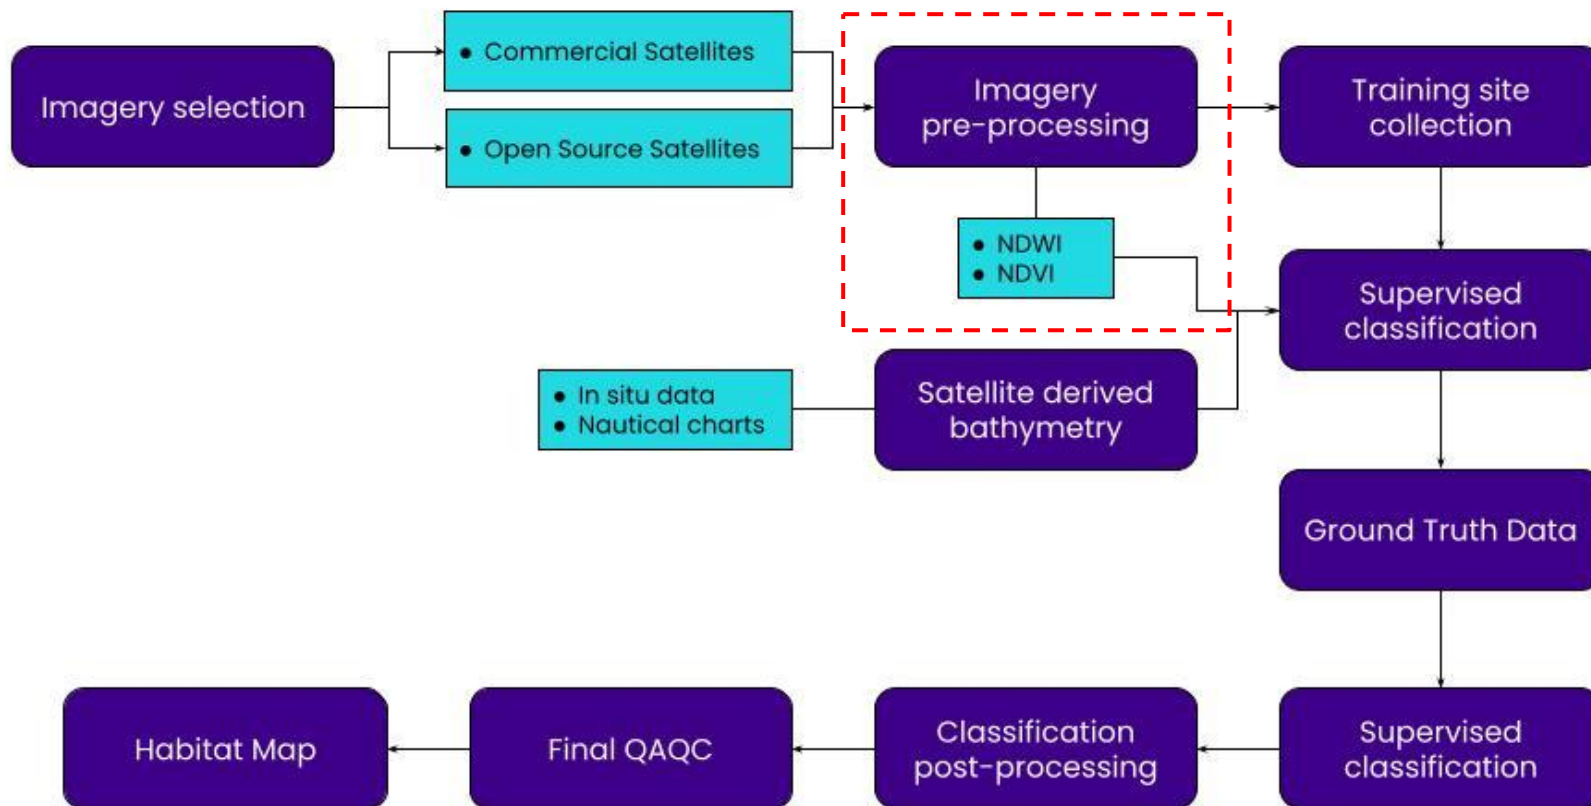 Imagery selection
● Commercial Satellites
● Open Source Satellites
Imagery
pre-processing
Training site
collection
● NDWI
● NDVI
Supervised
classification
● In situ data
● Nautical charts
Satellite derived
bathymetry
Ground Truth Data
Habitat Map
Final QAQC
Classification
post-processing
Supervised
classification